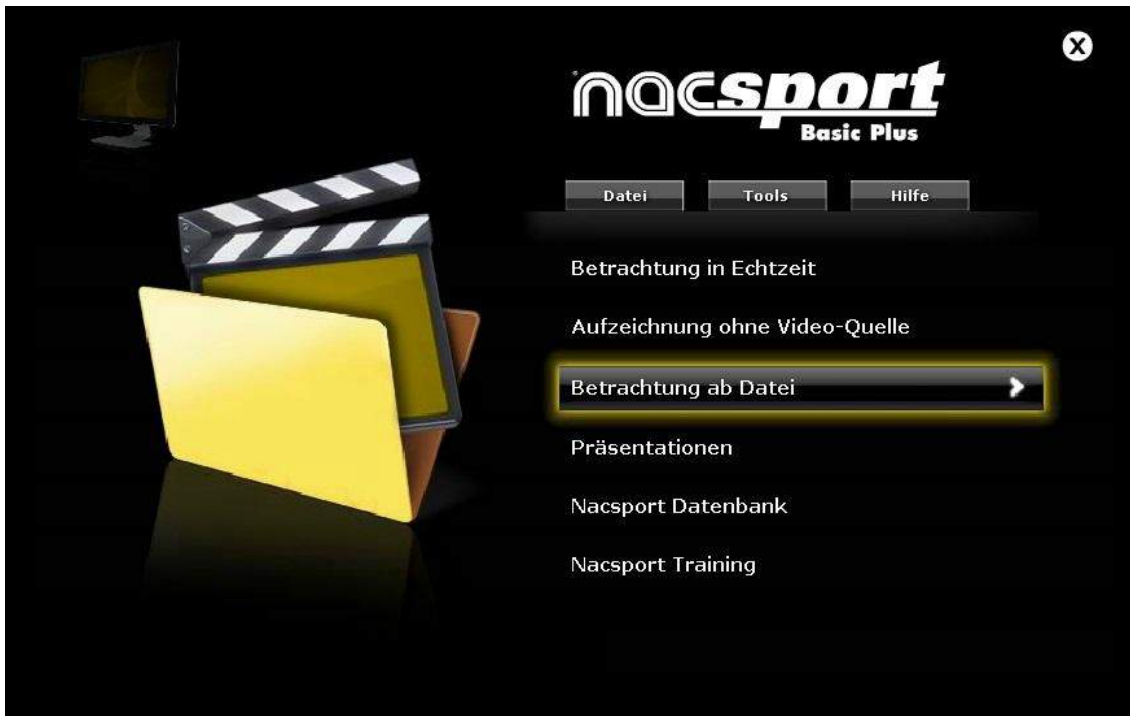 nacsport
Basic Plus
Datei Tools Hilfe
Betrachtung in Echtzeit
Aufzeichnung ohne Video-Quelle
Betrachtung ab Datei
Präsentationen
Nacsport Datenbank
Nacsport Training